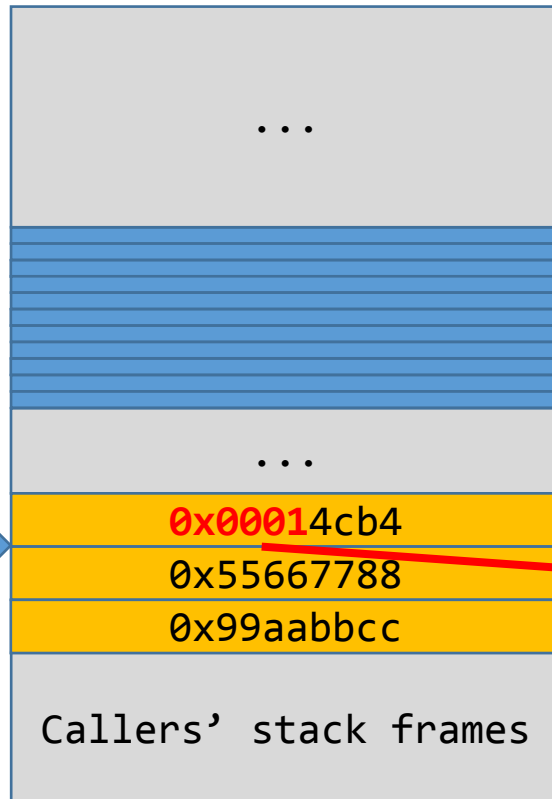 ...
...
0x00014cb4
0x55667788
0x99aabbcc
Callers’ stack frames